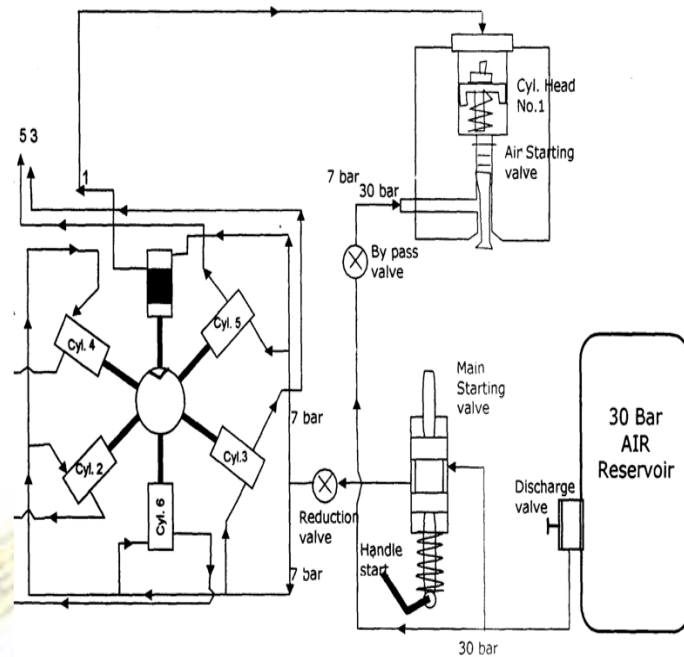 Cyl. Head
No.1
Air Starting
valve
5 3
1
7 bar
30 bar
By pass
valve
Cyl. 5
Cyl. 4
Main
Starting
valve
30 Bar
AIR
Reservoir
7 bar
Cyl.3
Cyl. 2
Discharge
valve
Cyl. 6
Reduction
valve
Handle
start
7 bar
30 bar